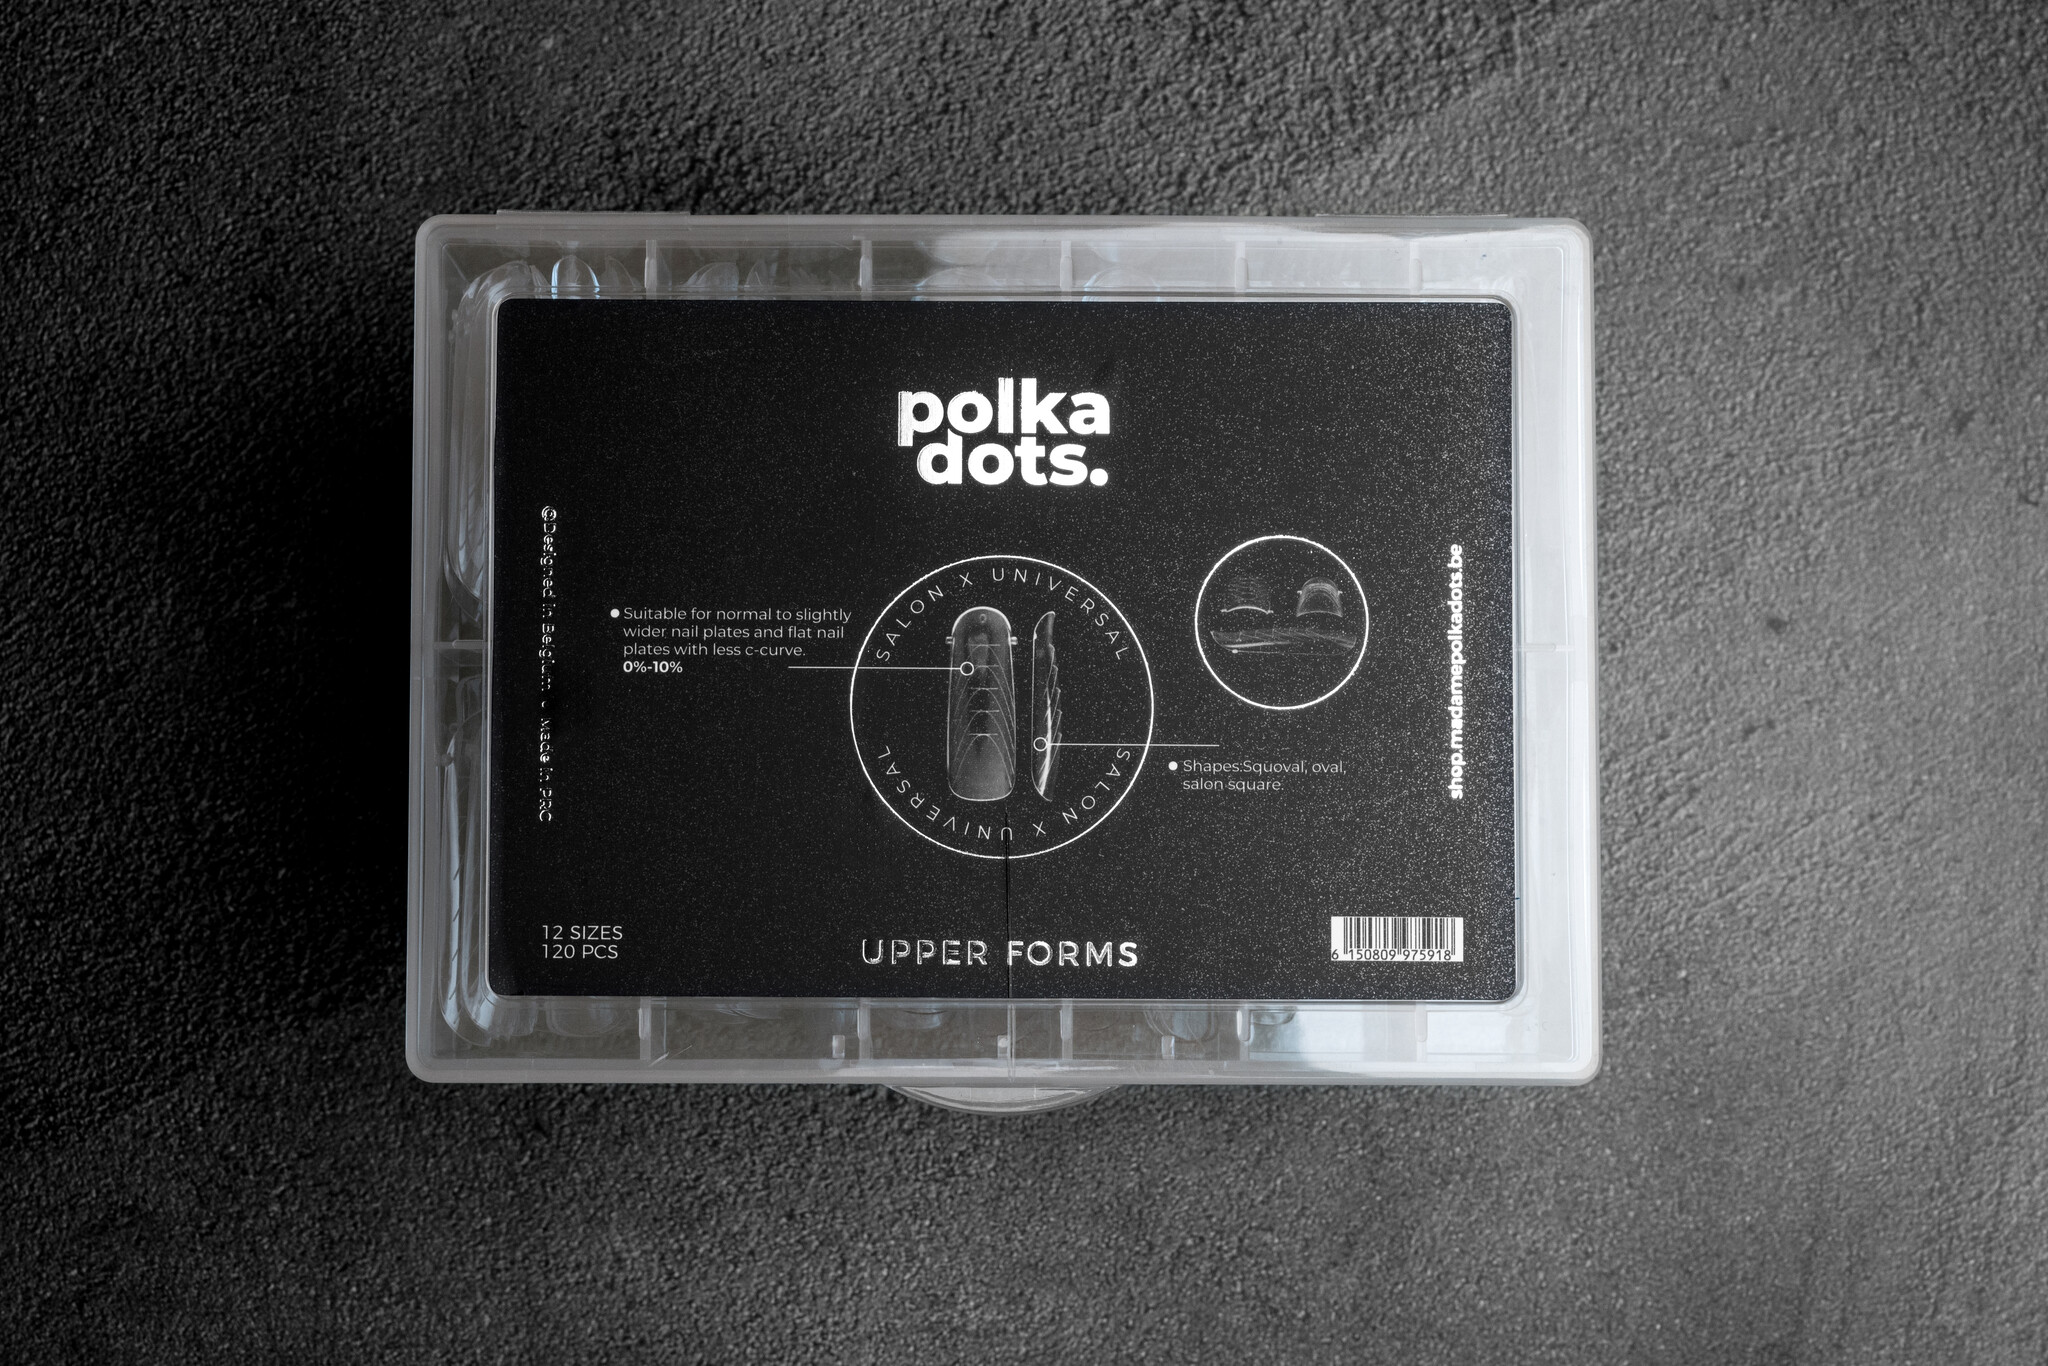 polka
dots.
@Designed in Belgium. Made in PRC
Suitable for normal to slightly
wider nail plates and flat nail
plates with less c-curve.
0%-10%
SALON X UNIVERSAL
SALON X UNIVERSAL
Shapes:Squoval, oval,
salon square.
shop.madamepolkadots.be
12 SIZES
120 PCS
UPPER FORMS
6 150809 975918